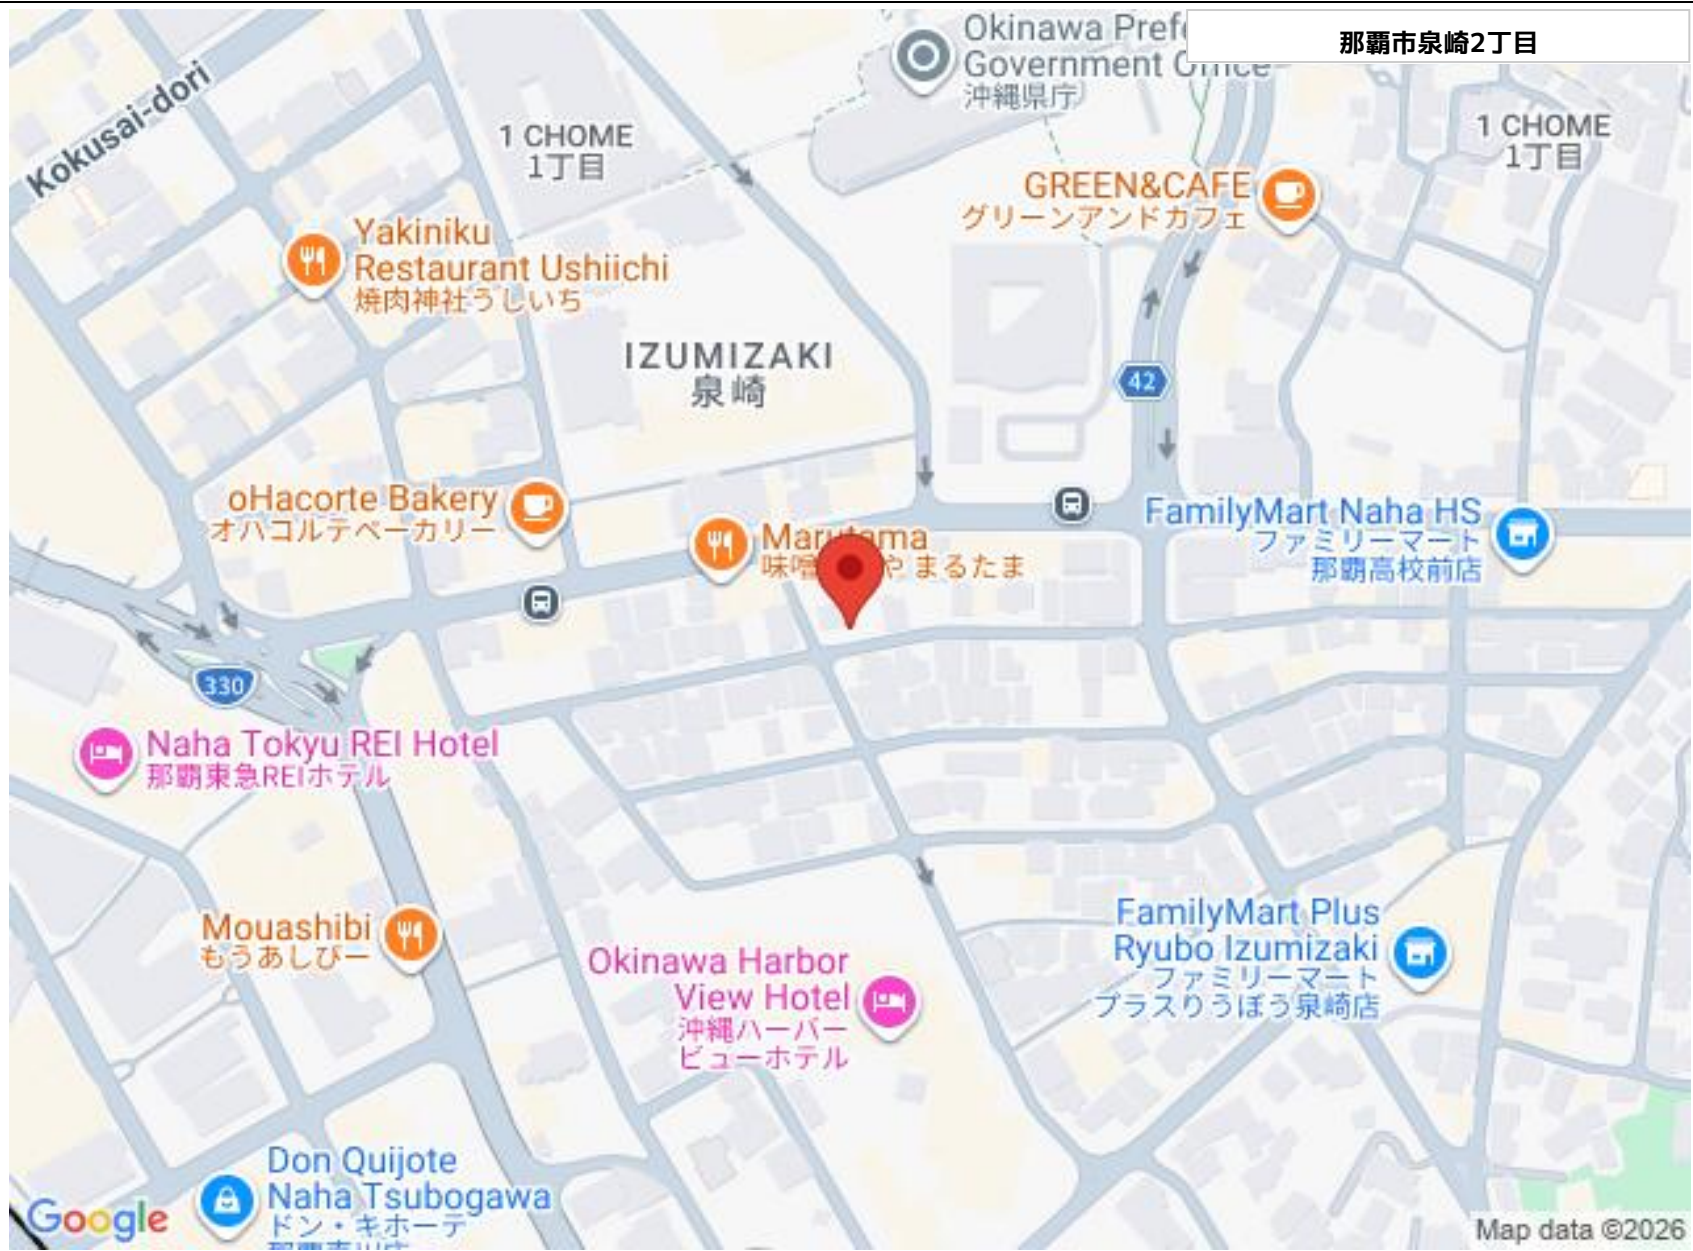 那覇市泉崎2丁目
Okinawa Prefe
Government Office
沖縄県庁
Kokusai-dori
1 CHOME
1丁目
1 CHOME
1丁目
GREEN&CAFE
グリーンアンドカフェ
Yakiniku
Restaurant Ushiichi
焼肉神社うしいち
IZUMIZAKI
泉崎
42
oHacorte Bakery
オハコルテベーカリー
Marutama
味噌 や まるたま
FamilyMart Naha HS
ファミリーマート
那覇高校前店
330
Naha Tokyu REI Hotel
那覇東急REIホテル
Mouashibi
もうあしびー
Okinawa Harbor
View Hotel
沖縄ハーバー
ビューホテル
FamilyMart Plus
Ryubo Izumizaki
ファミリーマート
プラスりうぼう泉崎店
Don Quijote
Naha Tsubogawa
ドン・キホーテ
Google
Map data ©2026